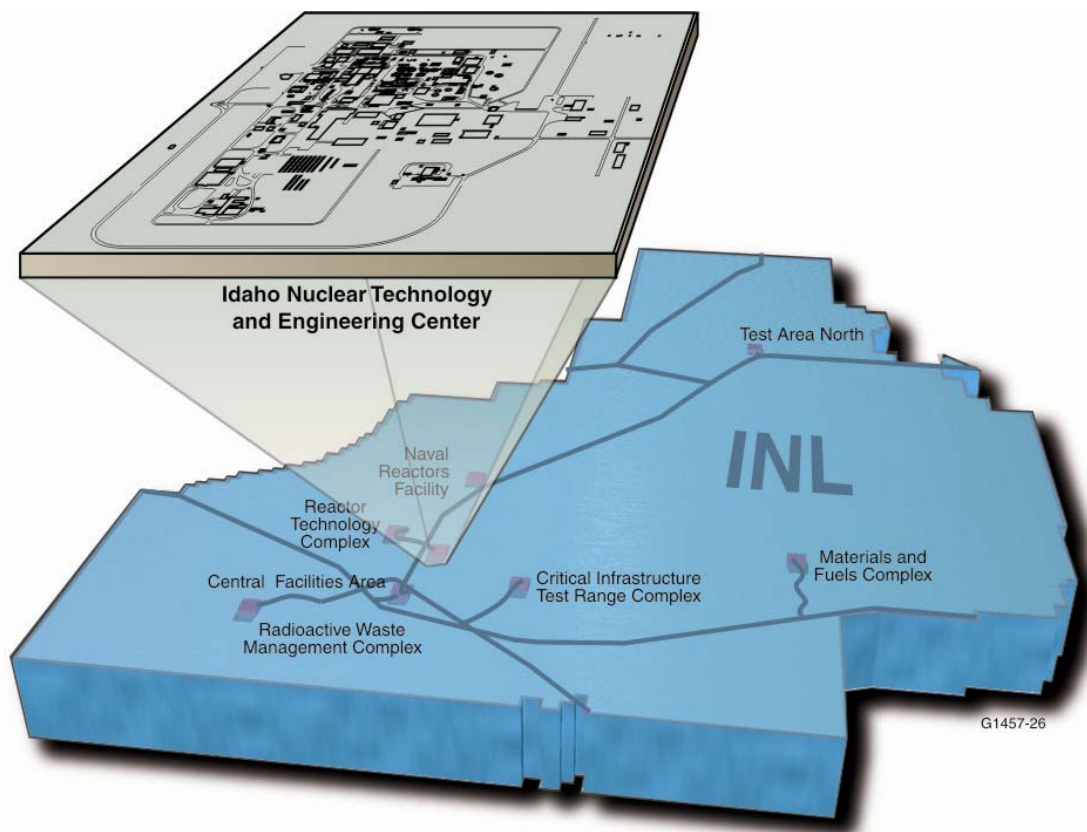 Idaho Nuclear Technology
and Engineering Center
Test Area North
INL
Naval
Reactors
Facility
Reactor
Technology
Complex
Central Facilities Area
Critical Infrastructure
Test Range Complex
Materials and
Fuels Complex
Radioactive Waste
Management Complex
G1457-26